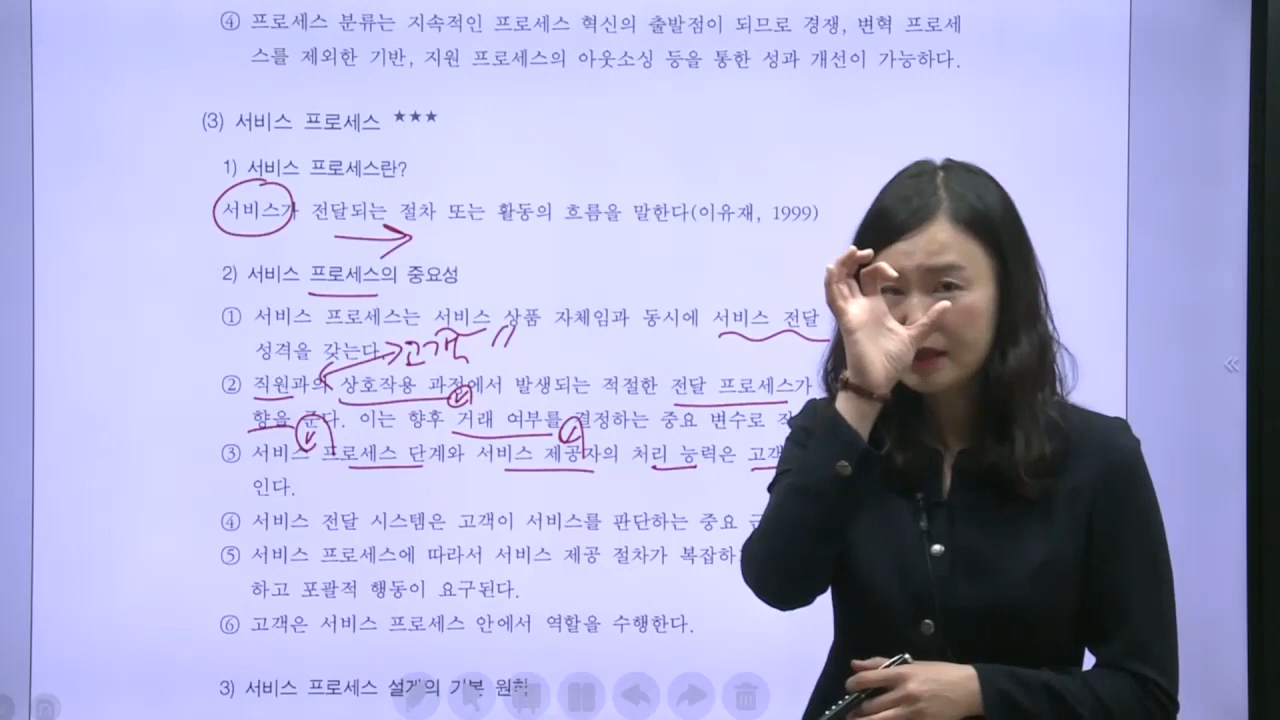 ④ 프로세스 분류는 지속적인 프로세스 혁신의 출발점이 되므로 경쟁, 변혁 프로세
스를 제외한 기반, 지원 프로세스의 아웃소싱 등을 통한 성과 개선이 가능하다.
(3) 서비스 프로세스 ★★★
1) 서비스 프로세스란?
서비스가 전달되는 절차 또는 활동의 흐름을 말한다(이유재, 1999)
2) 서비스 프로세스의 중요성
① 서비스 프로세스는 서비스 상품 자체임과 동시에 서비스 전달
성격을 갖는다. 고객
② 직원과의 상호작용 과정에서 발생되는 적절한 전달 프로세스가
향을 준다. 이는 향후 거래 여부를 결정하는 중요 변수로
③ 서비스 프로세스 단계와 서비스 제공자의 처리 능력은 고객
인다.
④ 서비스 전달 시스템은 고객이 서비스를 판단하는 중요
⑤ 서비스 프로세스에 따라서 서비스 제공 절차가
하고 포괄적 행동이 요구된다.
⑥ 고객은 서비스 프로세스 안에서 역할을 수행한다.
3) 서비스 프로세스 설계의 기본 원칙